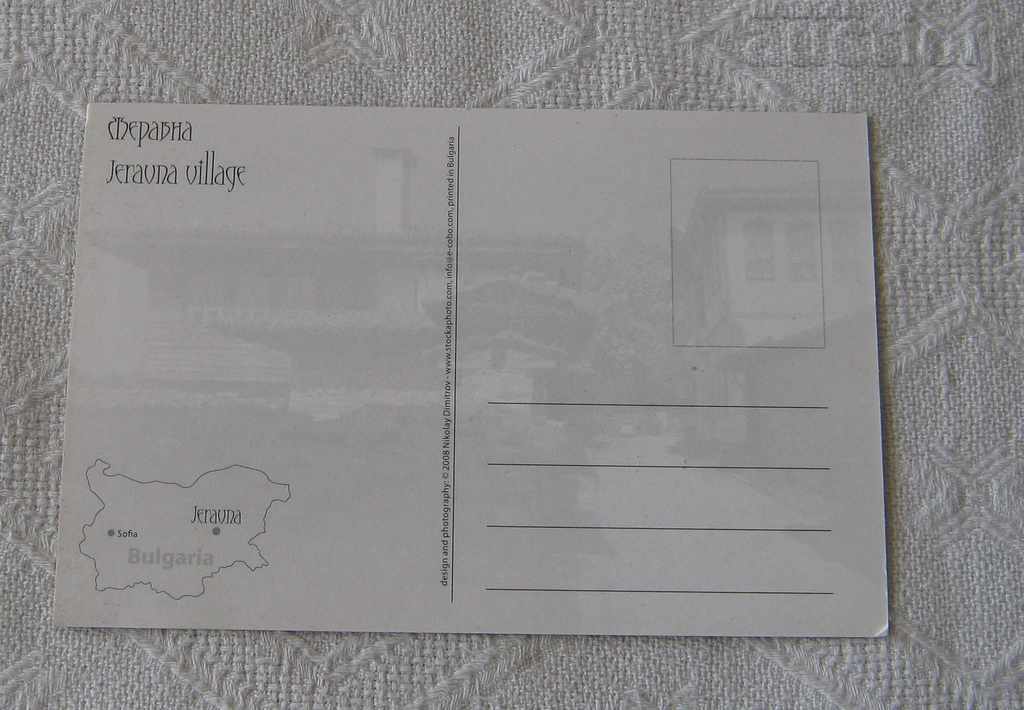 Жеравна
Jeravna village
design and photography: © 2008 Nikolay Dimitrov - www.stockaphoto.com, info@e-cobo.com, printed in Bulgaria
Jeravna
Sofia
Bulgaria